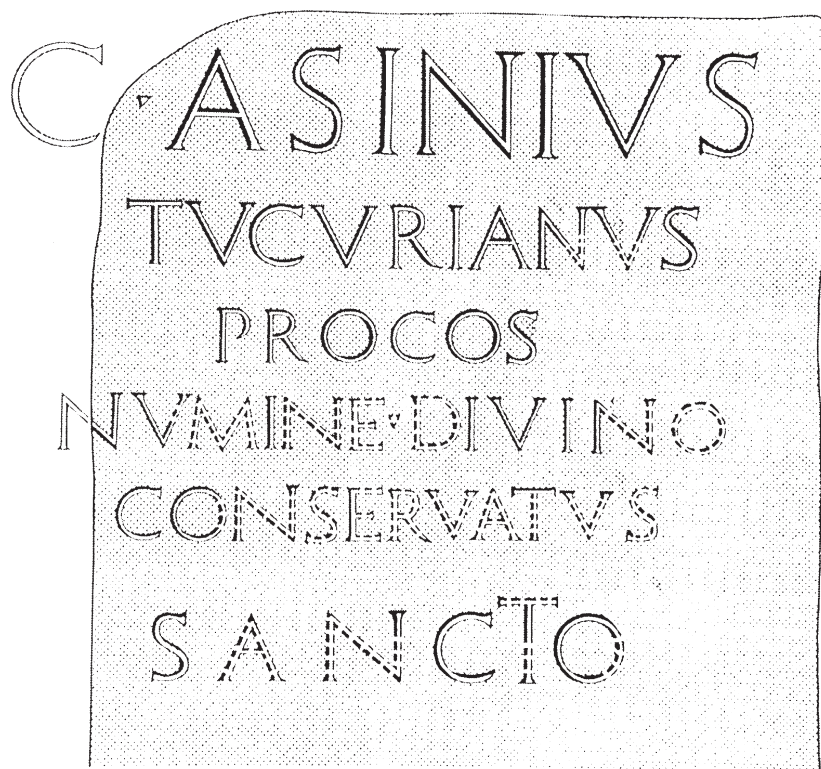 C · ASINIVS
TVCVRIANVS
PROCOS
NVMINE · DIVINO
CONSERVATVS
SANCTO